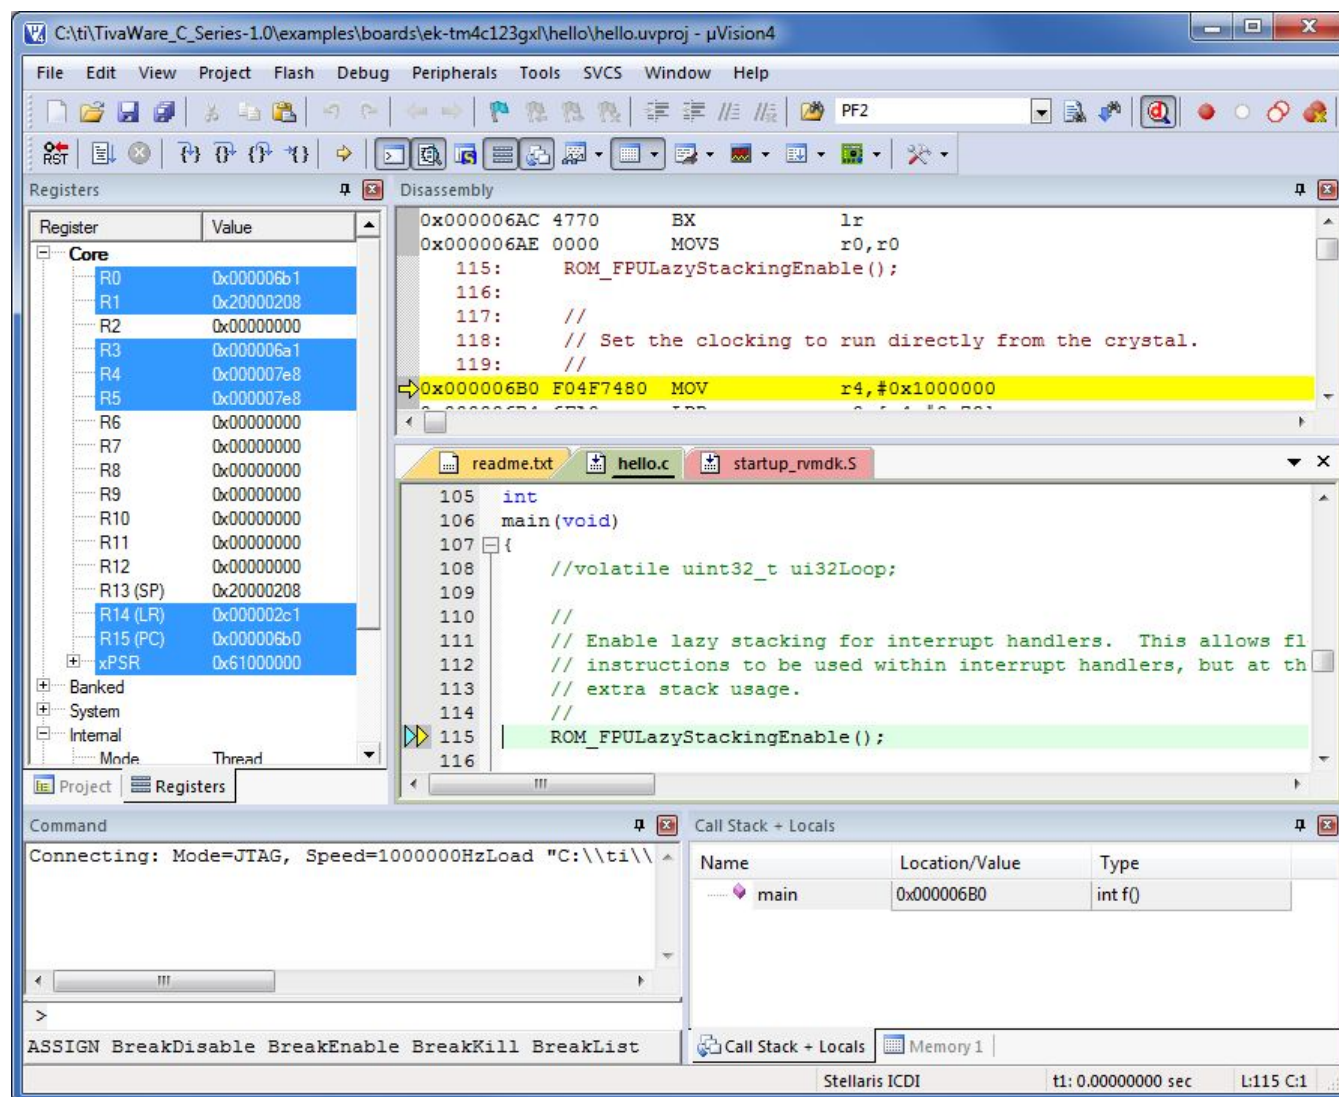 C:\ti\TivaWare_C_Series-1.0\examples\boards\ek-tm4c123gxl\hello\hello.uvproj - µVision4
File Edit View Project Flash Debug Peripherals Tools SVCS Window Help
PF2
RST
Registers
Register Value
Core
R0 0x000006b1
R1 0x20000208
R2 0x00000000
R3 0x000006a1
R4 0x000007e8
R5 0x000007e8
R6 0x00000000
R7 0x00000000
R8 0x00000000
R9 0x00000000
R10 0x00000000
R11 0x00000000
R12 0x00000000
R13 (SP) 0x20000208
R14 (LR) 0x000002c1
R15 (PC) 0x000006b0
xPSR 0x61000000
Banked
System
Internal
Mode Thread
Project Registers
Disassembly
0x000006AC 4770 BX lr
0x000006AE 0000 MOVS r0,r0
115: ROM_FPULazyStackingEnable();
116:
117: //
118: // Set the clocking to run directly from the crystal.
119: //
0x000006B0 F04F7480 MOV r4,#0x1000000
readme.txt hello.c startup_rvmdk.S
105 int
106 main(void)
107 {
108 //volatile uint32_t ui32Loop;
109
110 //
111 // Enable lazy stacking for interrupt handlers. This allows fl
112 // instructions to be used within interrupt handlers, but at th
113 // extra stack usage.
114 //
115 ROM_FPULazyStackingEnable();
116
Command
Connecting: Mode=JTAG, Speed=1000000HzLoad "C:\\ti\\
>
ASSIGN BreakDisable BreakEnable BreakKill BreakList
Call Stack + Locals
Name Location/Value Type
main 0x000006B0 int f()
Call Stack + Locals Memory 1
Stellaris ICDI t1: 0.00000000 sec L:115 C:1